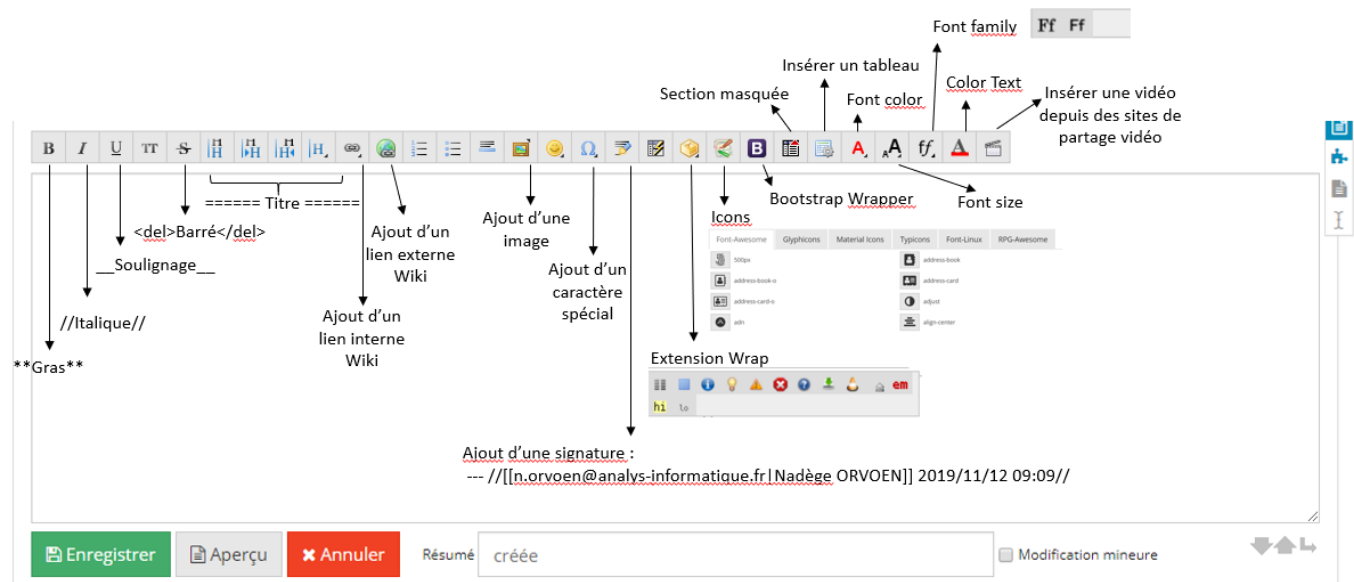 Font family Ff Ff
Insérer un tableau
Section masquée
Font color
Color Text
Insérer une vidéo
depuis des sites de
partage vidéo
B I U TT S H H H H Ω B A AA ff A
====== Titre ======
<del>Barré</del>
__Soulignage__
//Italique//
**Gras**
Ajout d'un
lien externe
Wiki
Ajout d'un
lien interne
Wiki
Ajout d'une
image
Ajout d'un
caractère
spécial
Bootstrap Wrapper
Font size
Icons
Font-Awesome Glyphicons Material Icons Typicons Font-Linux RPG-Awesome
500px address-book
address-book-o address-card
address-card-o adjust
adn align-center
Extension Wrap
em
hi lo
Ajout d'une signature :
--- //[[n.orvoen@analys-informatique.fr|Nadège ORVOEN]] 2019/11/12 09:09//
Enregistrer Aperçu Annuler Résumé créée Modification mineure